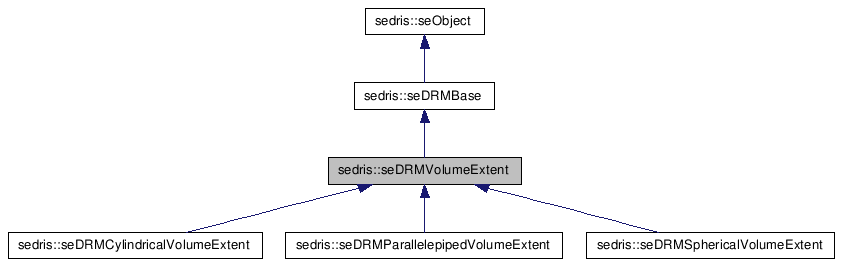 sedris::seObject
sedris::seDRMBase
sedris::seDRMVolumeExtent
sedris::seDRMCylindricalVolumeExtent
sedris::seDRMParallelepipedVolumeExtent
sedris::seDRMSphericalVolumeExtent